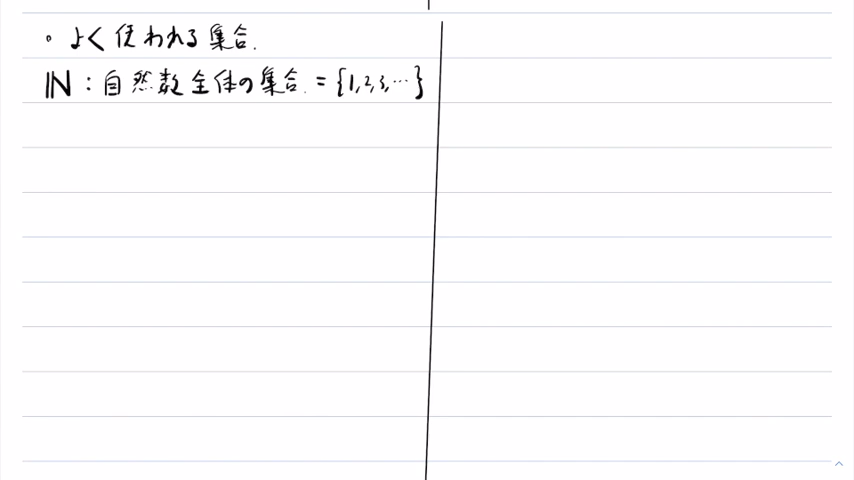 。よく使われる集合.
ℕ：自然数全体の集合. = {1,2,3,…}